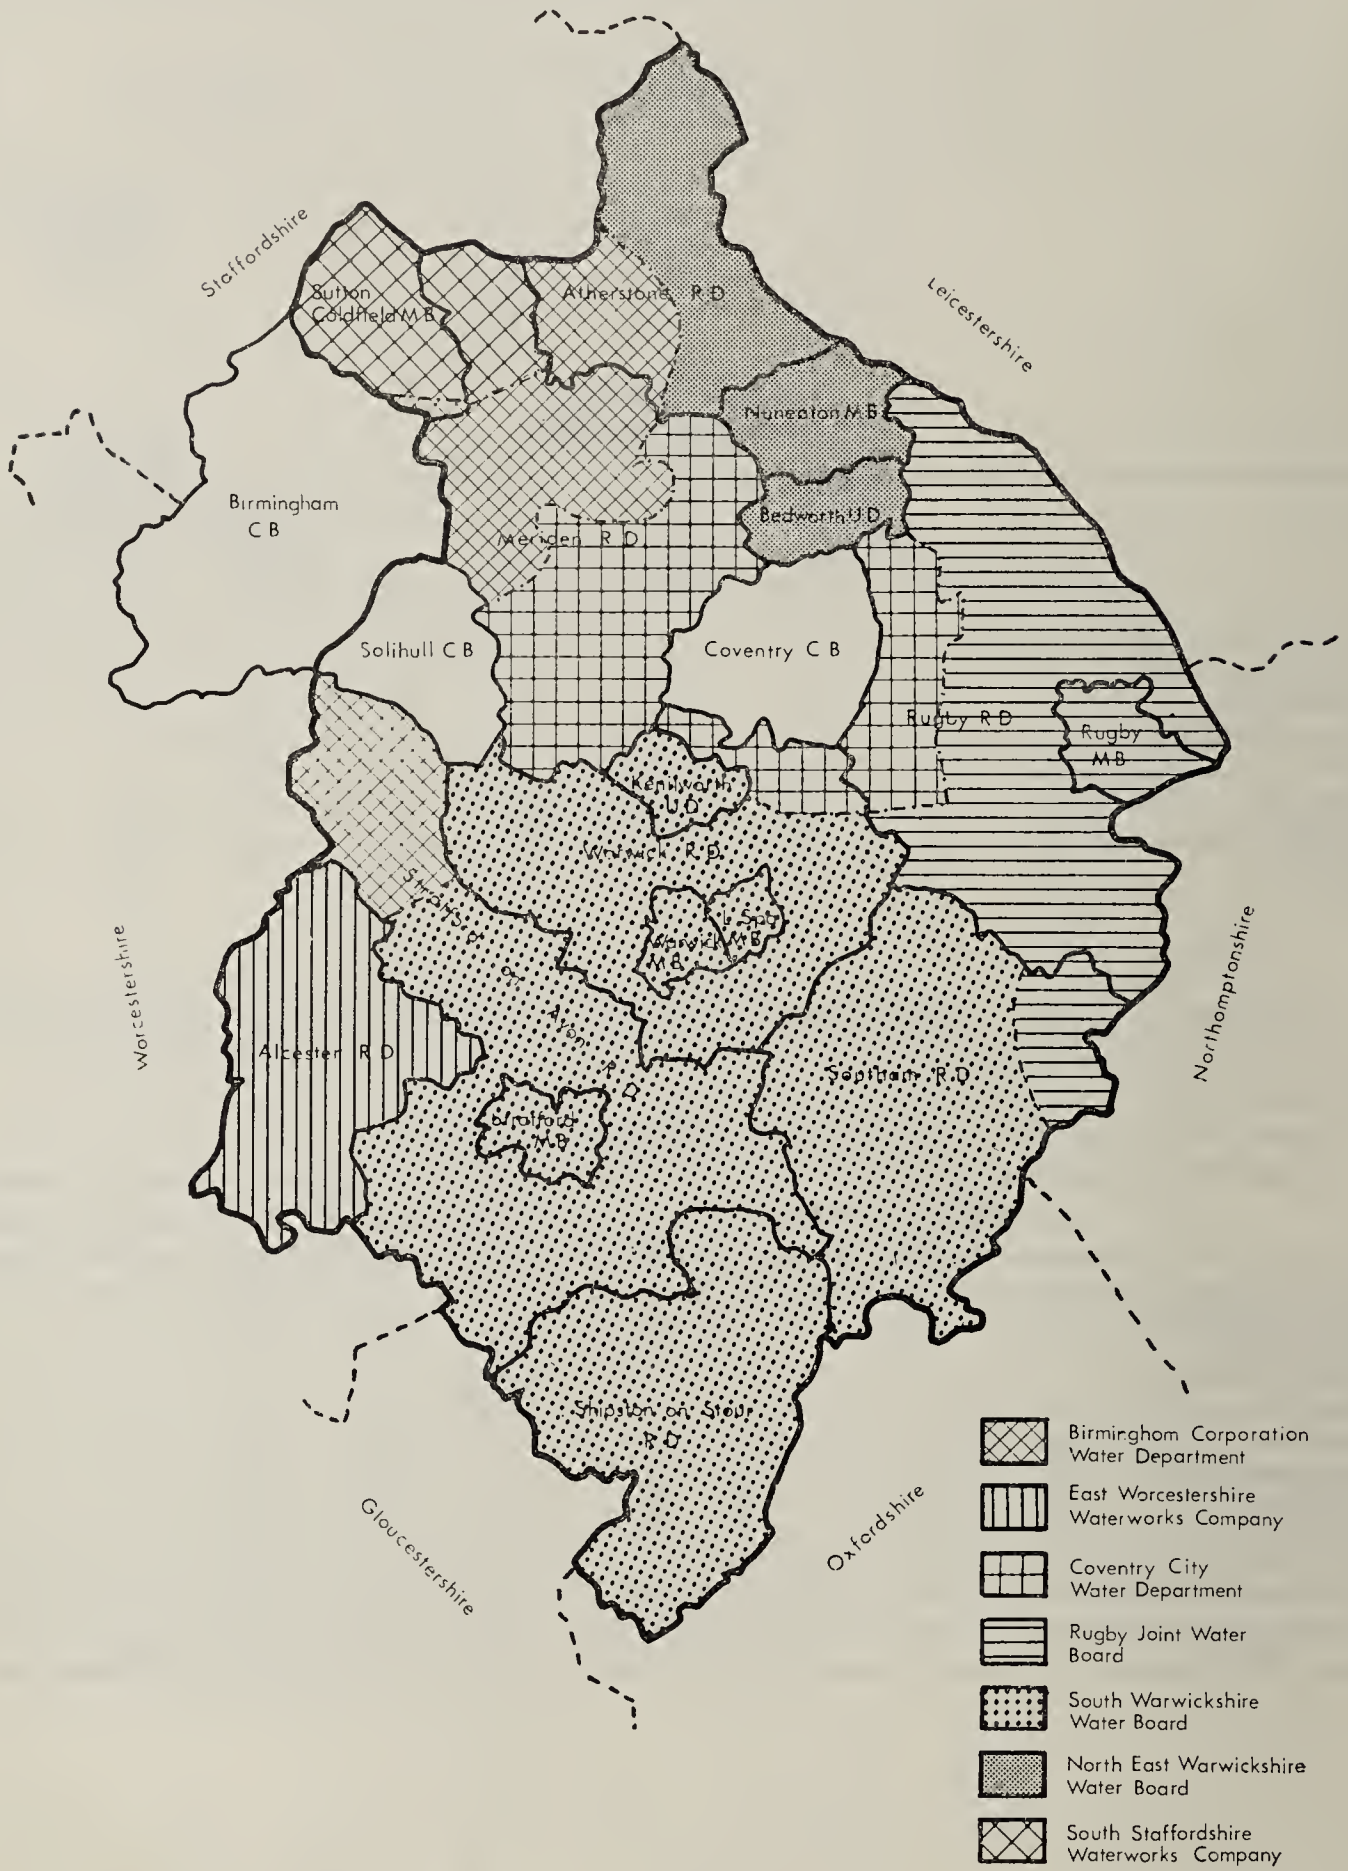 Staffordshire
Leicestershire
Sutton
Coldfield M B
Atherstone R D
Nuneaton M B
Birmingham
C B
Bedworth U D
Meriden R D
Solihull C B
Coventry C B
Rugby R D
Rugby
M B
Kenilworth
U D
Warwick R D
L Spa
M B
Warwick
M B
Stratford on Avon R D
Worcestershire
Northamptonshire
Alcester R D
Southam R D
Stratford
M B
Shipston on Stour
R D
Gloucestershire
Oxfordshire
Birmingham Corporation
Water Department
East Worcestershire
Waterworks Company
Coventry City
Water Department
Rugby Joint Water
Board
South Warwickshire
Water Board
North East Warwickshire
Water Board
South Staffordshire
Waterworks Company